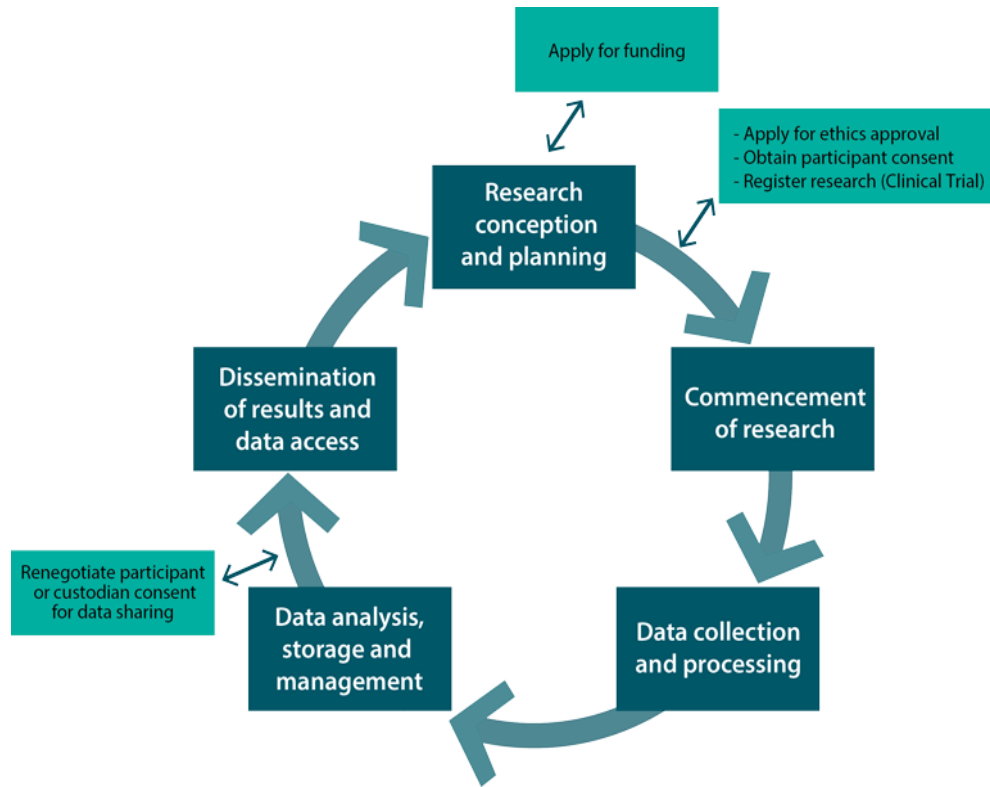 Apply for funding
- Apply for ethics approval
- Obtain participant consent
- Register research (Clinical Trial)
Research
conception
and planning
Commencement
of research
Data collection
and processing
Data analysis,
storage and
management
Renegotiate participant
or custodian consent
for data sharing
Dissemination
of results and
data access